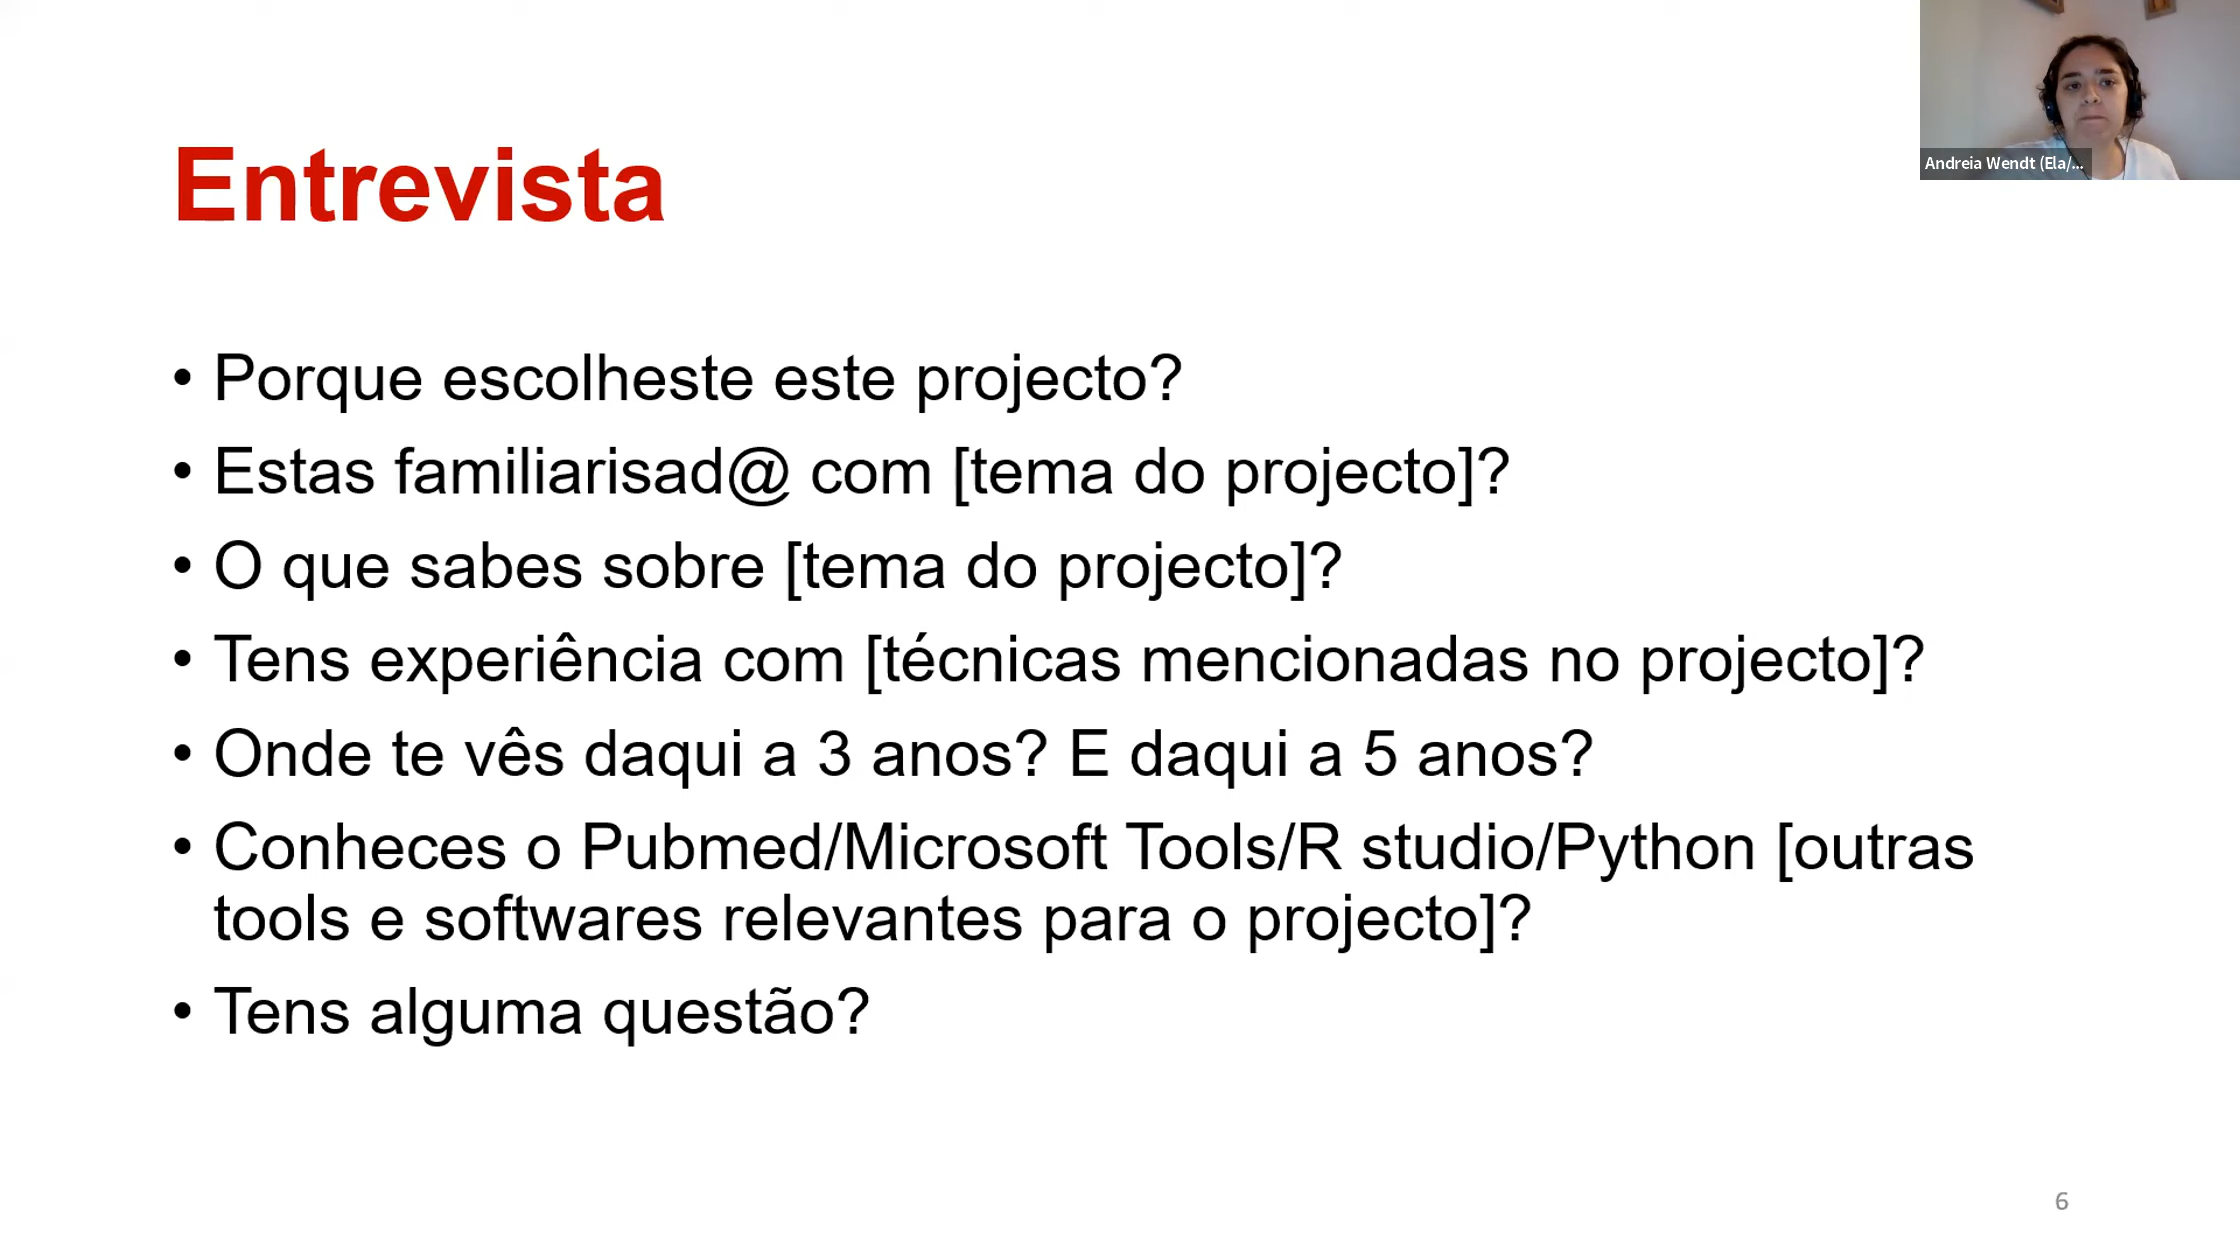 Entrevista
• Porque escolheste este projecto?
• Estas familiarisad@ com [tema do projecto]?
• O que sabes sobre [tema do projecto]?
• Tens experiência com [técnicas mencionadas no projecto]?
• Onde te vês daqui a 3 anos? E daqui a 5 anos?
• Conheces o Pubmed/Microsoft Tools/R studio/Python [outras
tools e softwares relevantes para o projecto]?
• Tens alguma questão?
Andreia Wendt (Ela/...
6